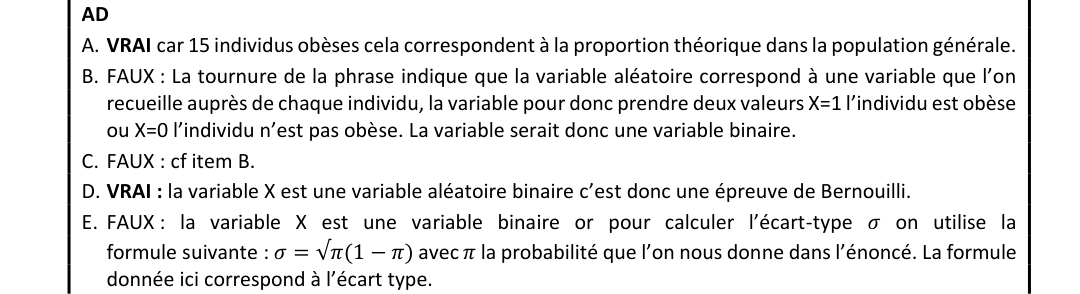 AD
A. VRAI car 15 individus obèses cela correspondent à la proportion théorique dans la population générale.
B. FAUX : La tournure de la phrase indique que la variable aléatoire correspond à une variable que l’on
recueille auprès de chaque individu, la variable pour donc prendre deux valeurs X=1 l’individu est obèse
ou X=0 l’individu n’est pas obèse. La variable serait donc une variable binaire.
C. FAUX : cf item B.
D. VRAI : la variable X est une variable aléatoire binaire c’est donc une épreuve de Bernouilli.
E. FAUX : la variable X est une variable binaire or pour calculer l’écart-type σ on utilise la
formule suivante : σ = √π(1 − π) avec π la probabilité que l’on nous donne dans l’énoncé. La formule
donnée ici correspond à l’écart type.